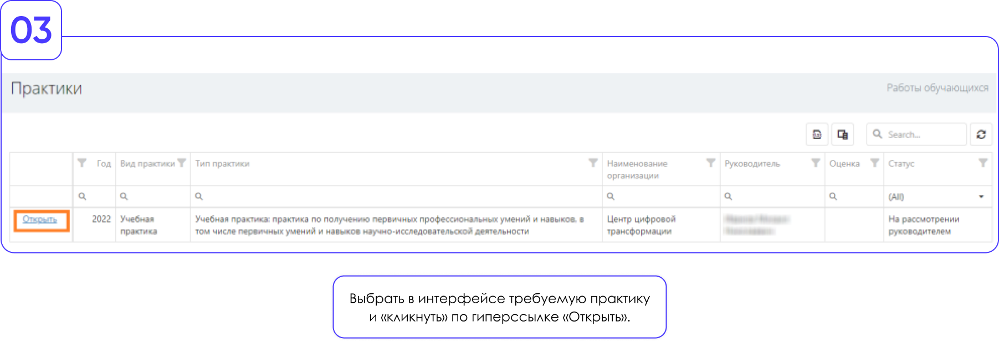 03
Практики
Работы обучающихся
Search...
Год
Вид практики
Тип практики
Наименование
организации
Руководитель
Оценка
Статус
(All)
Открыть
2022
Учебная
практика
Учебная практика: практика по получению первичных профессиональных умений и навыков, в
том числе первичных умений и навыков научно-исследовательской деятельности
Центр цифровой
трансформации
На рассмотрении
руководителем
Выбрать в интерфейсе требуемую практику
и «кликнуть» по гиперссылке «Открыть».